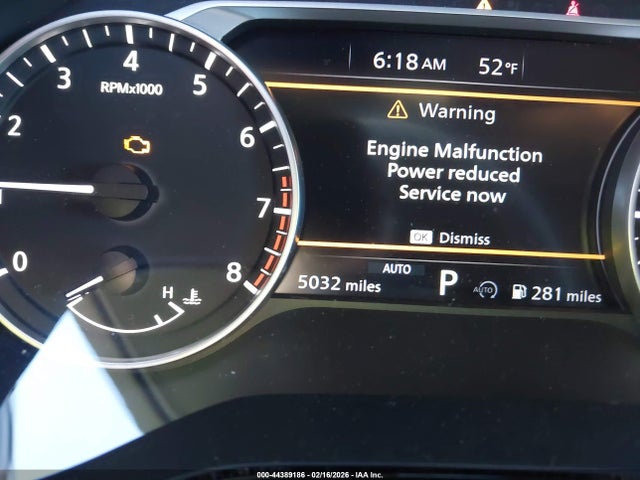 6:18 AM 52°F
Warning
Engine Malfunction
Power reduced
Service now
OK Dismiss
AUTO
5032 miles P AUTO 281 miles
0 2 3 4 5 6 7 8
RPMx1000
H
000-44389186 - 02/16/2026 - IAA Inc.